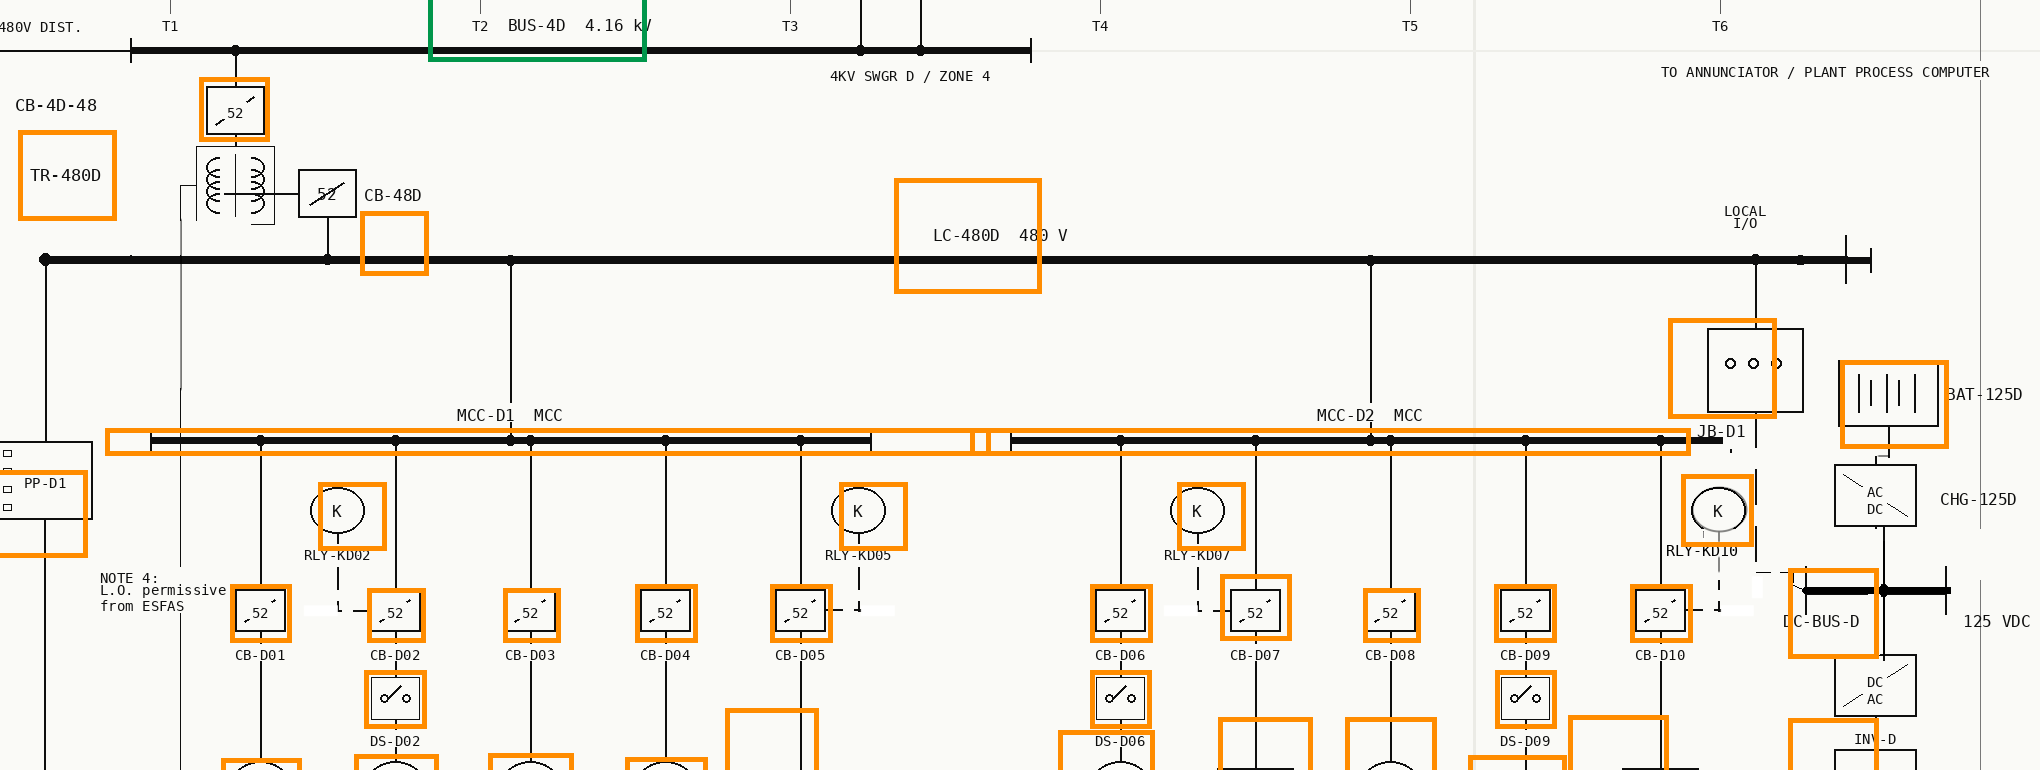 480V DIST.
T1
T2
BUS-4D 4.16 kV
T3
T4
T5
T6
4KV SWGR D / ZONE 4
TO ANNUNCIATOR / PLANT PROCESS COMPUTER
CB-4D-48
52
TR-480D
52
CB-48D
LC-480D 480 V
LOCAL
I/O
MCC-D1 MCC
MCC-D2 MCC
JB-D1
BAT-125D
PP-D1
K
K
K
K
AC
DC
CHG-125D
RLY-KD02
RLY-KD05
RLY-KD07
RLY-KD10
NOTE 4:
L.O. permissive
from ESFAS
52
52
52
52
52
52
52
52
52
52
DC-BUS-D
125 VDC
CB-D01
CB-D02
CB-D03
CB-D04
CB-D05
CB-D06
CB-D07
CB-D08
CB-D09
CB-D10
DC
AC
DS-D02
DS-D06
DS-D09
INV-D